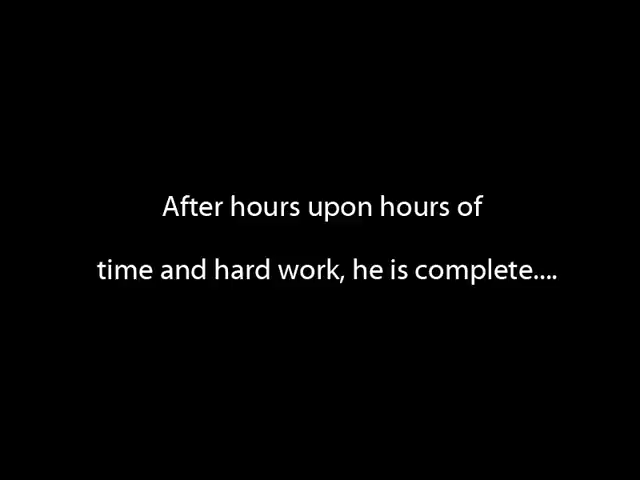 After hours upon hours of
time and hard work, he is complete....